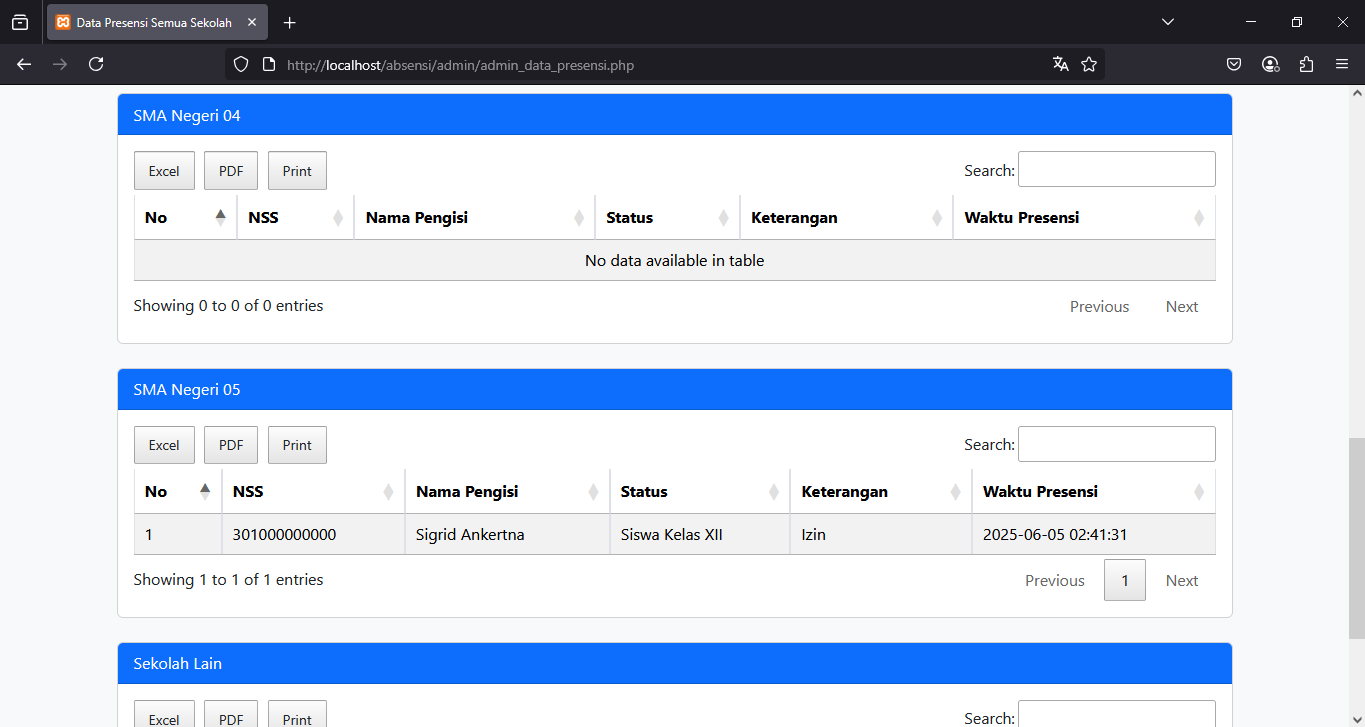 Data Presensi Semua Sekolah
http://localhost/absensi/admin/admin_data_presensi.php
SMA Negeri 04
Excel PDF Print Search:
No NSS Nama Pengisi Status Keterangan Waktu Presensi
No data available in table
Showing 0 to 0 of 0 entries Previous Next
SMA Negeri 05
Excel PDF Print Search:
No NSS Nama Pengisi Status Keterangan Waktu Presensi
1 301000000000 Sigrid Ankertna Siswa Kelas XII Izin 2025-06-05 02:41:31
Showing 1 to 1 of 1 entries Previous 1 Next
Sekolah Lain
Excel PDF Print Search: